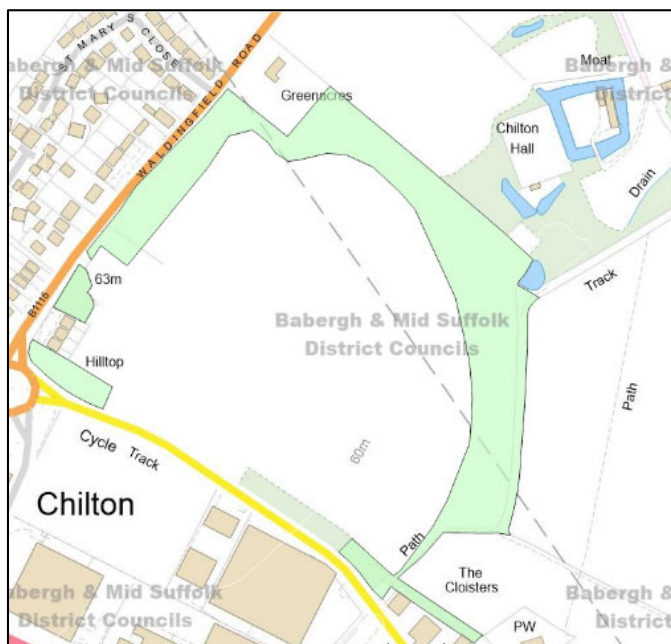 ST MARY S CLOSE
WALDINGFIELD ROAD
Babergh & Mid Suffolk
District Councils
Greenacres
Moat
Babergh &
District
Chilton
Hall
Drain
Track
63m
B1115
Babergh & Mid Suffolk
District Councils
Hilltop
Path
Cycle Track
60m
Chilton
Path
The
Cloisters
PW
Babergh & Mid Suffolk
District Councils
Babergh &
District